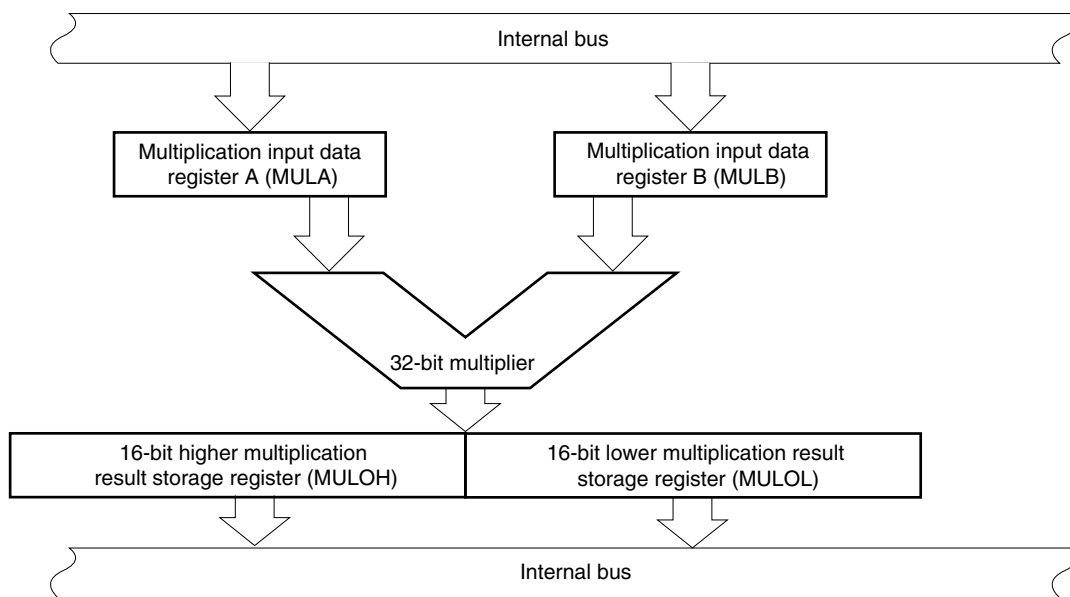 Internal bus
Multiplication input data
register A (MULA)
Multiplication input data
register B (MULB)
32-bit multiplier
16-bit higher multiplication
result storage register (MULOH)
16-bit lower multiplication result
storage register (MULOL)
Internal bus